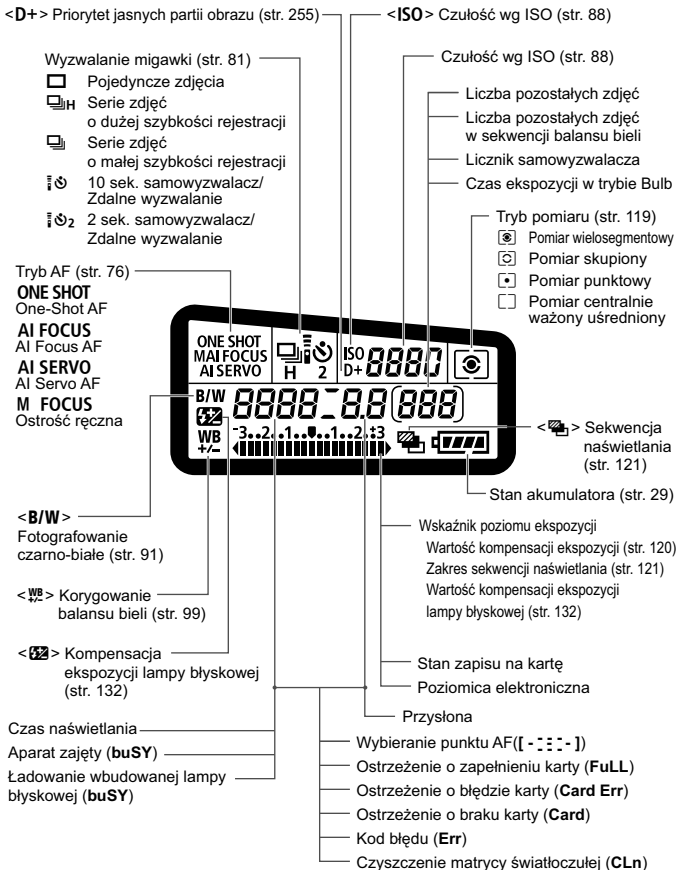 <D+> Priorytet jasnych partii obrazu (str. 255)
<ISO> Czułość wg ISO (str. 88)
Wyzwalanie migawki (str. 81)
Pojedyncze zdjęcia
H Serie zdjęć
o dużej szybkości rejestracji
Serie zdjęć
o małej szybkości rejestracji
10 sek. samowyzwalacz/
Zdalne wyzwalanie
2 2 sek. samowyzwalacz/
Zdalne wyzwalanie
Czułość wg ISO (str. 88)
Liczba pozostałych zdjęć
Liczba pozostałych zdjęć
w sekwencji balansu bieli
Licznik samowyzwalacza
Czas ekspozycji w trybie Bulb
Tryb pomiaru (str. 119)
Pomiar wielosegmentowy
Pomiar skupiony
Pomiar punktowy
Pomiar centralnie
ważony uśredniony
Tryb AF (str. 76)
ONE SHOT
One-Shot AF
AI FOCUS
AI Focus AF
AI SERVO
AI Servo AF
M FOCUS
Ostrość ręczna
ONE SHOT
MAI FOCUS
AI SERVO
H 2
ISO
D+ 8888
B/W 8888 8.8 (888)
WB
+/-
-3..2..1..0..1..2..+3
<B/W>
Fotografowanie
czarno-białe (str. 91)
<WB +/-> Korygowanie
balansu bieli (str. 99)
< > Kompensacja
ekspozycji lampy błyskowej
(str. 132)
< > Sekwencja
naświetlania
(str. 121)
Stan akumulatora (str. 29)
Wskaźnik poziomu ekspozycji
Wartość kompensacji ekspozycji (str. 120)
Zakres sekwencji naświetlania (str. 121)
Wartość kompensacji ekspozycji
lampy błyskowej (str. 132)
Stan zapisu na kartę
Poziomica elektroniczna
Przysłona
Czas naświetlania
Aparat zajęty (buSY)
Ładowanie wbudowanej lampy
błyskowej (buSY)
Wybieranie punktu AF([ - - ])
Ostrzeżenie o zapełnieniu karty (FuLL)
Ostrzeżenie o błędzie karty (Card Err)
Ostrzeżenie o braku karty (Card)
Kod błędu (Err)
Czyszczenie matrycy światłoczułej (CLn)